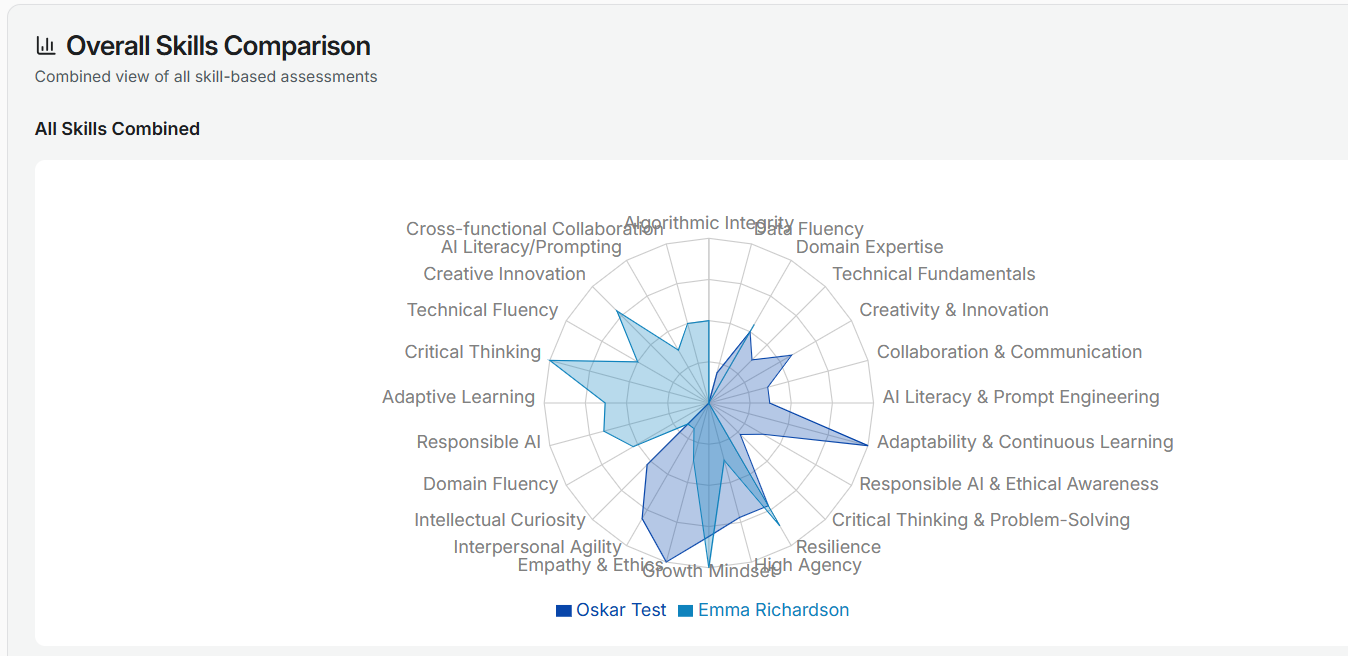 Overall Skills Comparison
Combined view of all skill-based assessments
All Skills Combined
Algorithmic Integrity
Data Fluency
Domain Expertise
Technical Fundamentals
Creativity & Innovation
Collaboration & Communication
AI Literacy & Prompt Engineering
Adaptability & Continuous Learning
Responsible AI & Ethical Awareness
Critical Thinking & Problem-Solving
Resilience
High Agency
Growth Mindset
Empathy & Ethics
Interpersonal Agility
Intellectual Curiosity
Domain Fluency
Responsible AI
Adaptive Learning
Critical Thinking
Technical Fluency
Creative Innovation
AI Literacy/Prompting
Cross-functional Collaboration
Oskar Test Emma Richardson